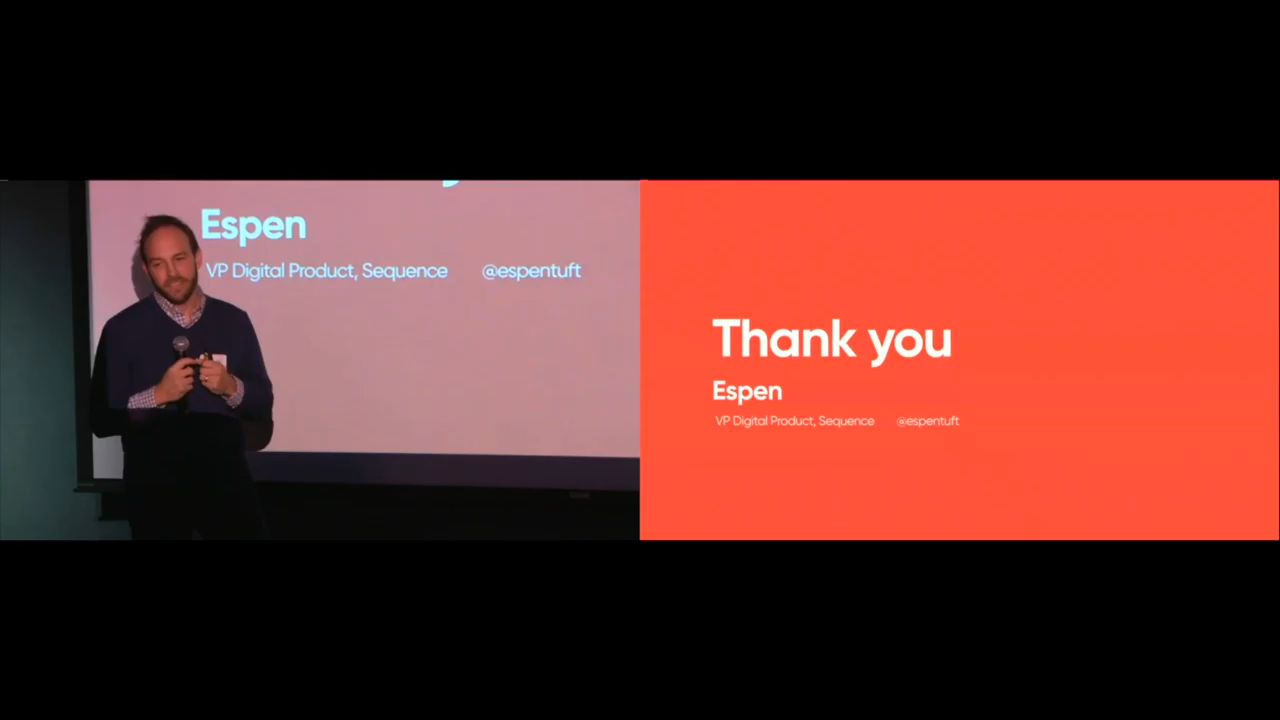 Espen
VP Digital Product, Sequence @espentuft
Thank you
Espen
VP Digital Product, Sequence @espentuft